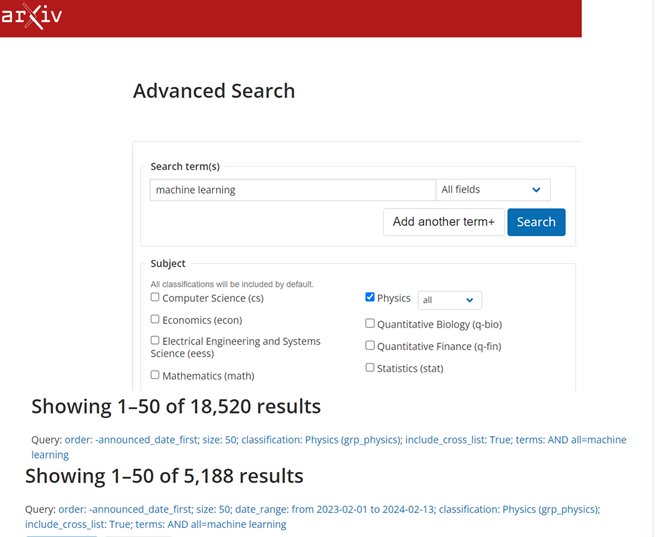 arXiv
Advanced Search
Search term(s)
machine learning
All fields
Add another term+
Search
Subject
All classifications will be included by default.
Computer Science (cs)
Physics
all
Economics (econ)
Quantitative Biology (q-bio)
Electrical Engineering and Systems
Science (eess)
Quantitative Finance (q-fin)
Mathematics (math)
Statistics (stat)
Showing 1–50 of 18,520 results
Query: order: -announced_date_first; size: 50; classification: Physics (grp_physics); include_cross_list: True; terms: AND all=machine
learning
Showing 1–50 of 5,188 results
Query: order: -announced_date_first; size: 50; date_range: from 2023-02-01 to 2024-02-13; classification: Physics (grp_physics);
include_cross_list: True; terms: AND all=machine learning